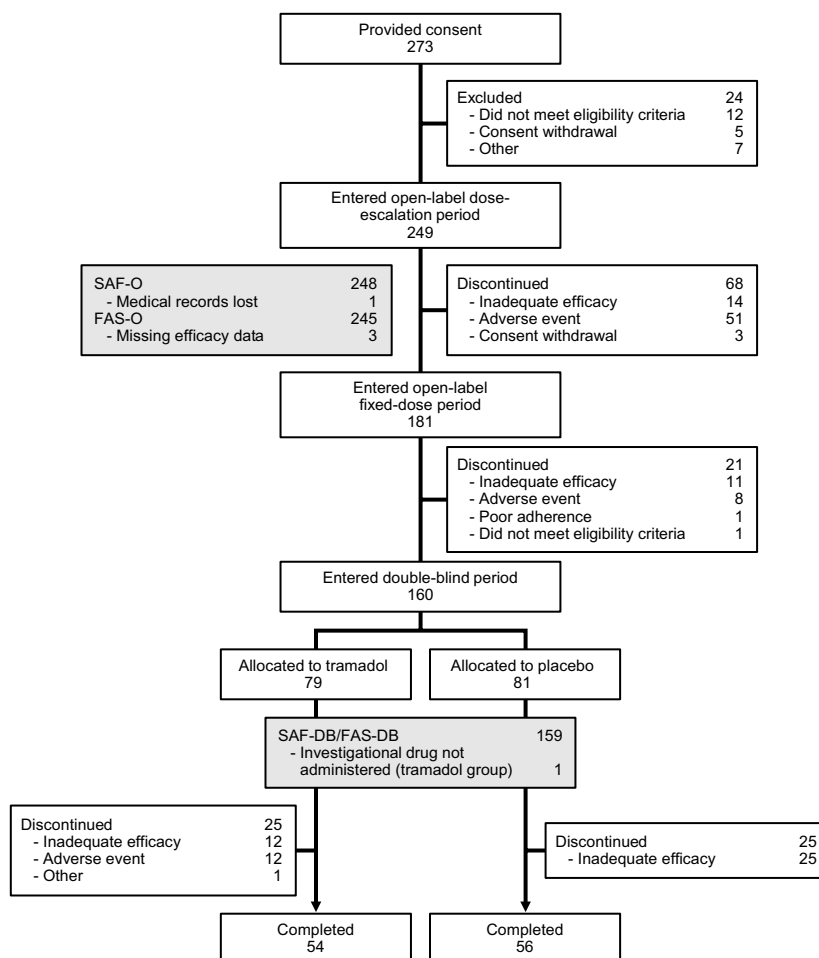 Provided consent
273
Excluded 24
- Did not meet eligibility criteria 12
- Consent withdrawal 5
- Other 7
Entered open-label dose-
escalation period
249
SAF-O 248
- Medical records lost 1
FAS-O 245
- Missing efficacy data 3
Discontinued 68
- Inadequate efficacy 14
- Adverse event 51
- Consent withdrawal 3
Entered open-label
fixed-dose period
181
Discontinued 21
- Inadequate efficacy 11
- Adverse event 8
- Poor adherence 1
- Did not meet eligibility criteria 1
Entered double-blind period
160
Allocated to tramadol
79
Allocated to placebo
81
SAF-DB/FAS-DB 159
- Investigational drug not
administered (tramadol group) 1
Discontinued 25
- Inadequate efficacy 12
- Adverse event 12
- Other 1
Discontinued 25
- Inadequate efficacy 25
Completed
54
Completed
56